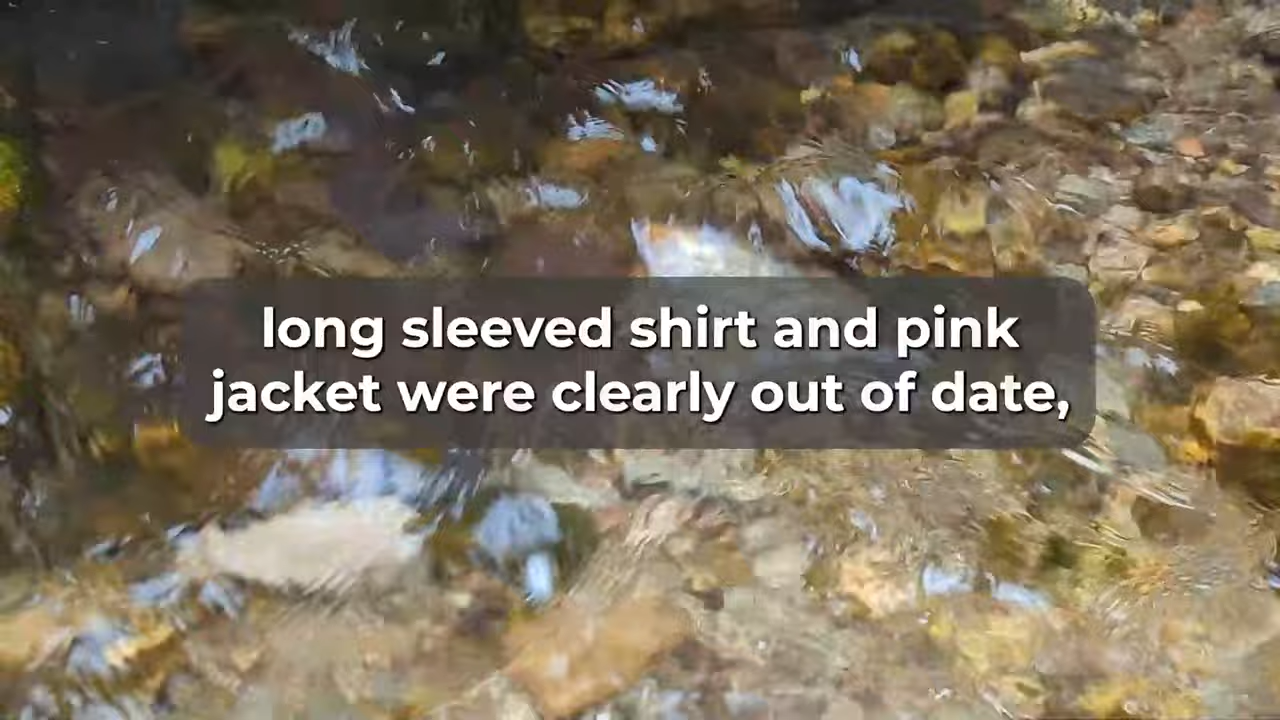 long sleeved shirt and pink
jacket were clearly out of date,